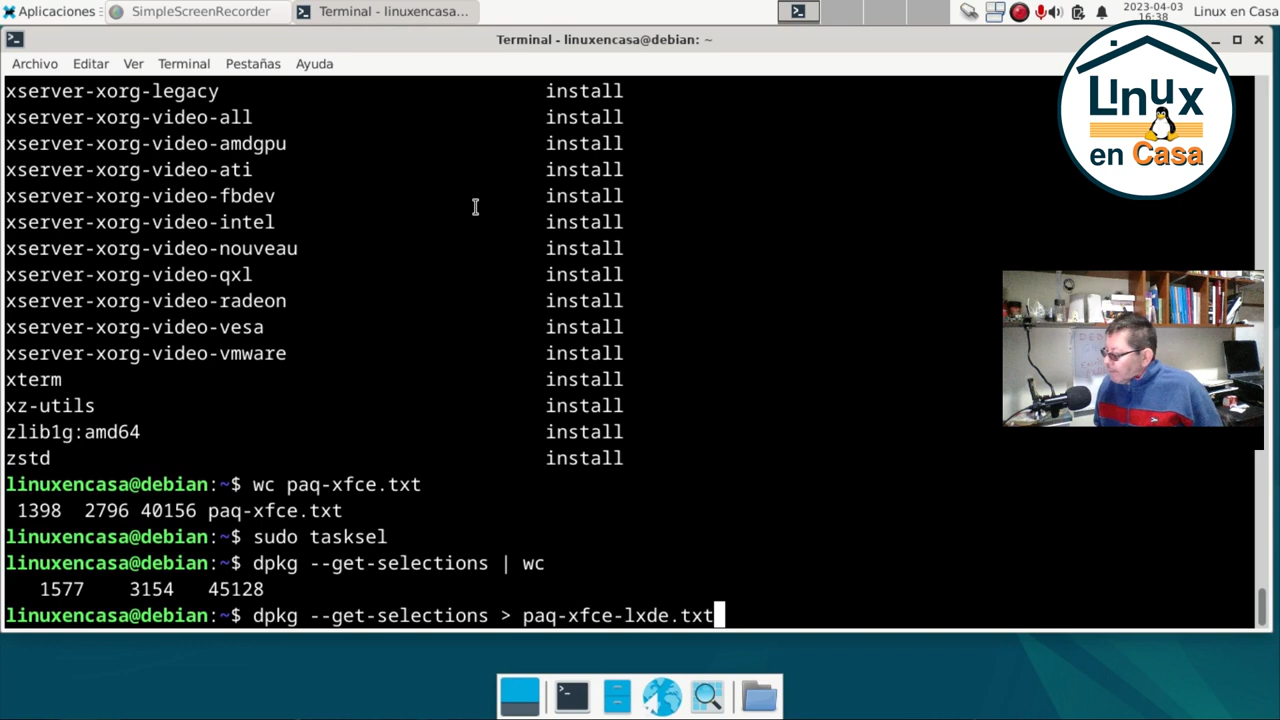 Aplicaciones
SimpleScreenRecorder
Terminal - linuxencasa...
2023-04-03
16:38
Linux en Casa
Terminal - linuxencasa@debian: ~
Archivo Editar Ver Terminal Pestañas Ayuda
LInux
en Casa
xserver-xorg-legacy install
xserver-xorg-video-all install
xserver-xorg-video-amdgpu install
xserver-xorg-video-ati install
xserver-xorg-video-fbdev install
xserver-xorg-video-intel install
xserver-xorg-video-nouveau install
xserver-xorg-video-qxl install
xserver-xorg-video-radeon install
xserver-xorg-video-vesa install
xserver-xorg-video-vmware install
xterm install
xz-utils install
zlib1g:amd64 install
zstd install
linuxencasa@debian:~$ wc paq-xfce.txt
1398 2796 40156 paq-xfce.txt
linuxencasa@debian:~$ sudo tasksel
linuxencasa@debian:~$ dpkg --get-selections | wc
1577 3154 45128
linuxencasa@debian:~$ dpkg --get-selections > paq-xfce-lxde.txt